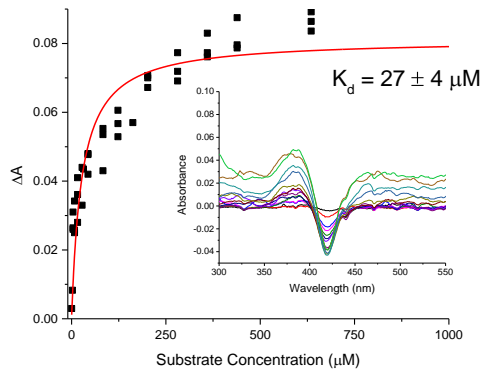 K_d = 27 ± 4 μM
ΔA
0.08
0.06
0.04
0.02
0.00
0 250 500 750 1000
Substrate Concentration (μM)
Absorbance
0.10
0.08
0.06
0.04
0.02
0.00
-0.02
-0.04
300 350 400 450 500 550
Wavelength (nm)